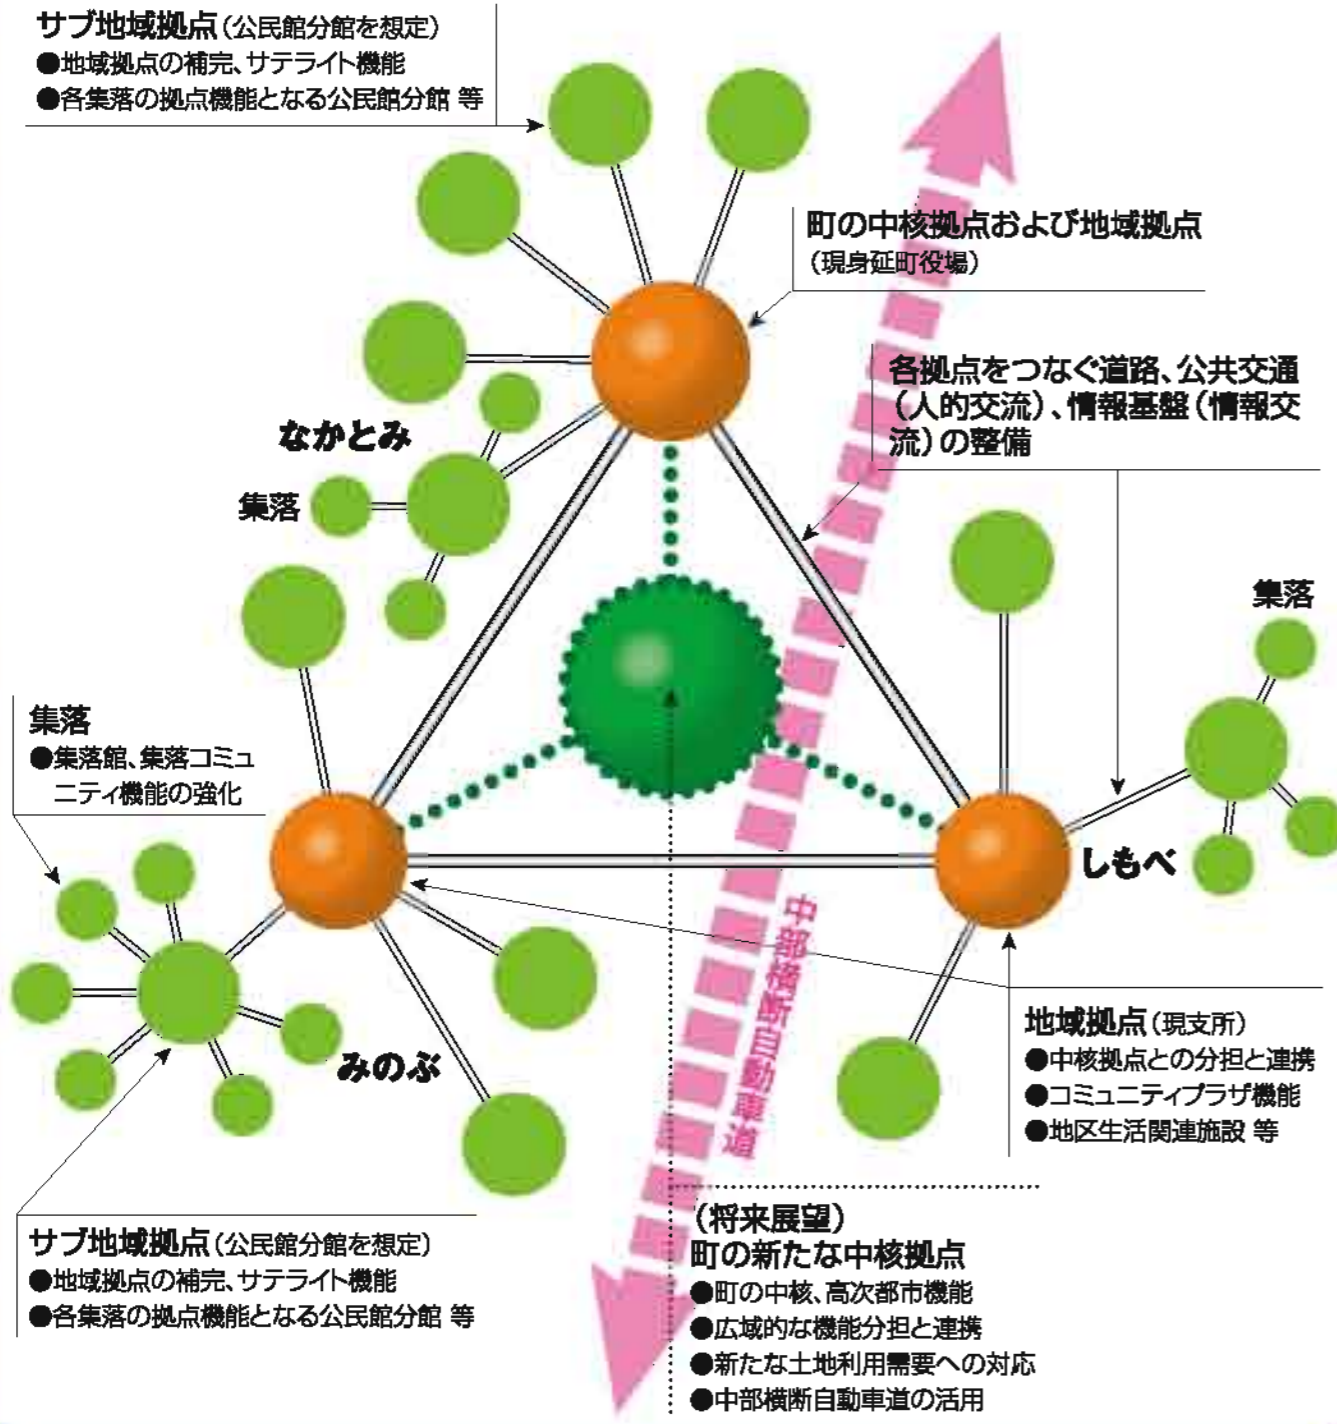 サブ地域拠点（公民館分館を想定）
●地域拠点の補完、サテライト機能
●各集落の拠点機能となる公民館分館 等
町の中核拠点および地域拠点
（現身延町役場）
各拠点をつなぐ道路、公共交通
（人的交流）、情報基盤（情報交
流）の整備
なかとみ
集落
集落
集落
●集落館、集落コミュ
ニティ機能の強化
しもべ
みのぶ
中部横断自動車道
地域拠点（現支所）
●中核拠点との分担と連携
●コミュニティプラザ機能
●地区生活関連施設 等
サブ地域拠点（公民館分館を想定）
●地域拠点の補完、サテライト機能
●各集落の拠点機能となる公民館分館 等
（将来展望）
町の新たな中核拠点
●町の中核、高次都市機能
●広域的な機能分担と連携
●新たな土地利用需要への対応
●中部横断自動車道の活用